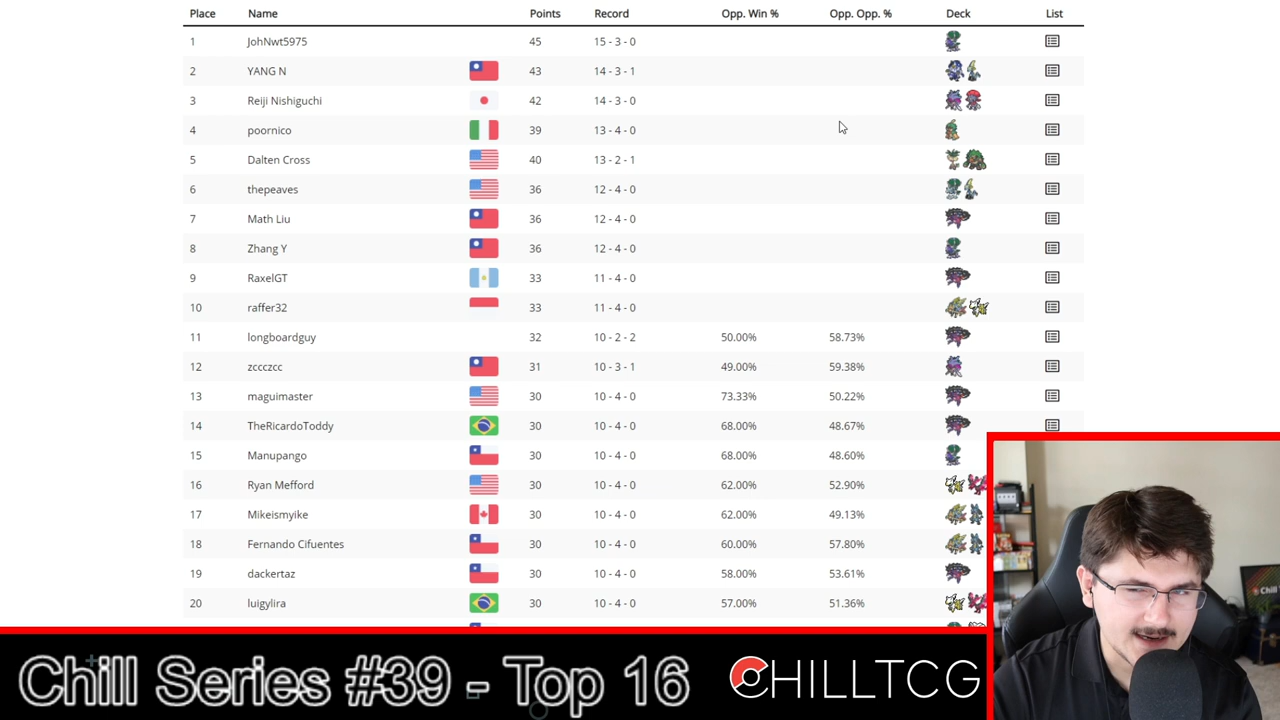 Place Name Points Record Opp. Win % Opp. Opp. % Deck List
1 JohNwt5975 45 15 - 3 - 0
2 YANG N 43 14 - 3 - 1
3 Reiji Nishiguchi 42 14 - 3 - 0
4 poornico 39 13 - 4 - 0
5 Dalten Cross 40 13 - 2 - 1
6 thepeaves 36 12 - 4 - 0
7 Math Liu 36 12 - 4 - 0
8 Zhang Y 36 12 - 4 - 0
9 RaxelGT 33 11 - 4 - 0
10 raffer32 33 11 - 4 - 0
11 longboardguy 32 10 - 2 - 2 50.00% 58.73%
12 zccczcc 31 10 - 3 - 1 49.00% 59.38%
13 maguimaster 30 10 - 4 - 0 73.33% 50.22%
14 TheRicardoToddy 30 10 - 4 - 0 68.00% 48.67%
15 Manupango 30 10 - 4 - 0 68.00% 48.60%
16 Ryan Mefford 30 10 - 4 - 0 62.00% 52.90%
17 Mikeismyike 30 10 - 4 - 0 62.00% 49.13%
18 Fernando Cifuentes 30 10 - 4 - 0 60.00% 57.80%
19 dackertaz 30 10 - 4 - 0 58.00% 53.61%
20 luigylira 30 10 - 4 - 0 57.00% 51.36%
Chill
Chill Series #39 - Top 16
CHILLTCG